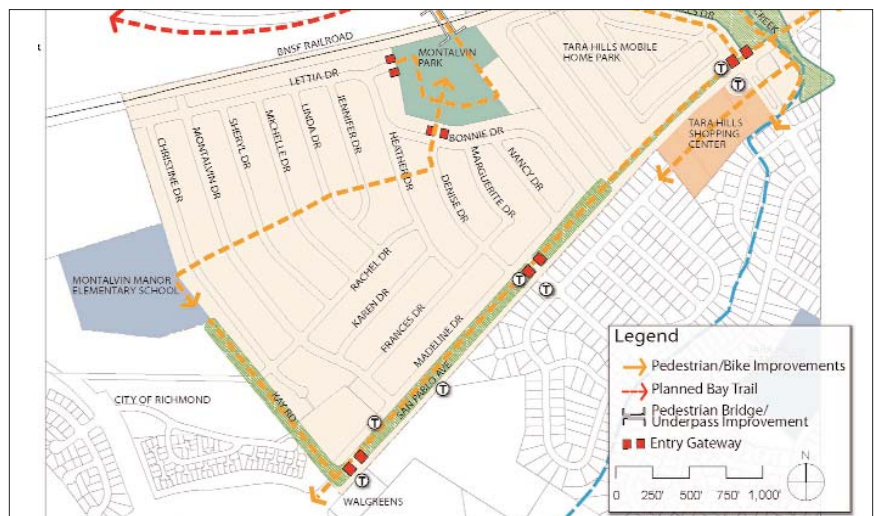 BNSF RAILROAD
LETTIA DR
MONTALVIN
PARK
TARA HILLS MOBILE
HOME PARK
S DR
CREEK
T
T
TARA HILLS
SHOPPING
CENTER
BONNIE DR
CHRISTINE DR
MONTALVIN DR
SHERYL DR
MICHELLE DR
LINDA DR
JENNIFER DR
HEATHER DR
DENISE DR
MARGUERITE DR
NANCY DR
MONTALVIN MANOR
ELEMENTARY SCHOOL
RACHEL DR
KAREN DR
FRANCES DR
MADELINE DR
SAN PABLO AVE
T
T
T
T
T
KAY RD
CITY OF RICHMOND
WALGREENS
Legend
Pedestrian/Bike Improvements
Planned Bay Trail
Pedestrian Bridge/
Underpass Improvement
Entry Gateway
0 250' 500' 750' 1,000'
N